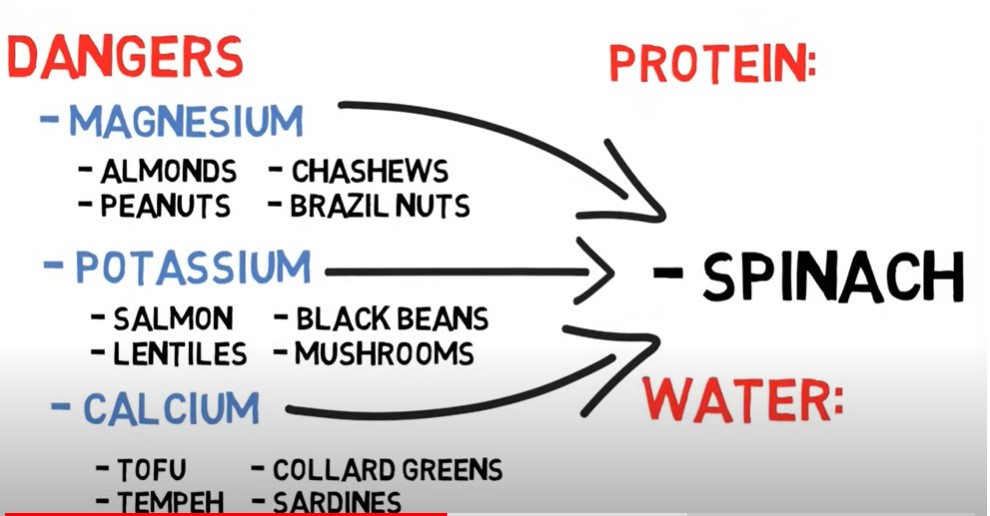 DANGERS
PROTEIN:
- MAGNESIUM
- ALMONDS - CHASHEWS
- PEANUTS - BRAZIL NUTS
- POTASSIUM
- SPINACH
- SALMON - BLACK BEANS
- LENTILES - MUSHROOMS
- CALCIUM
WATER:
- TOFU - COLLARD GREENS
- TEMPEH - SARDINES